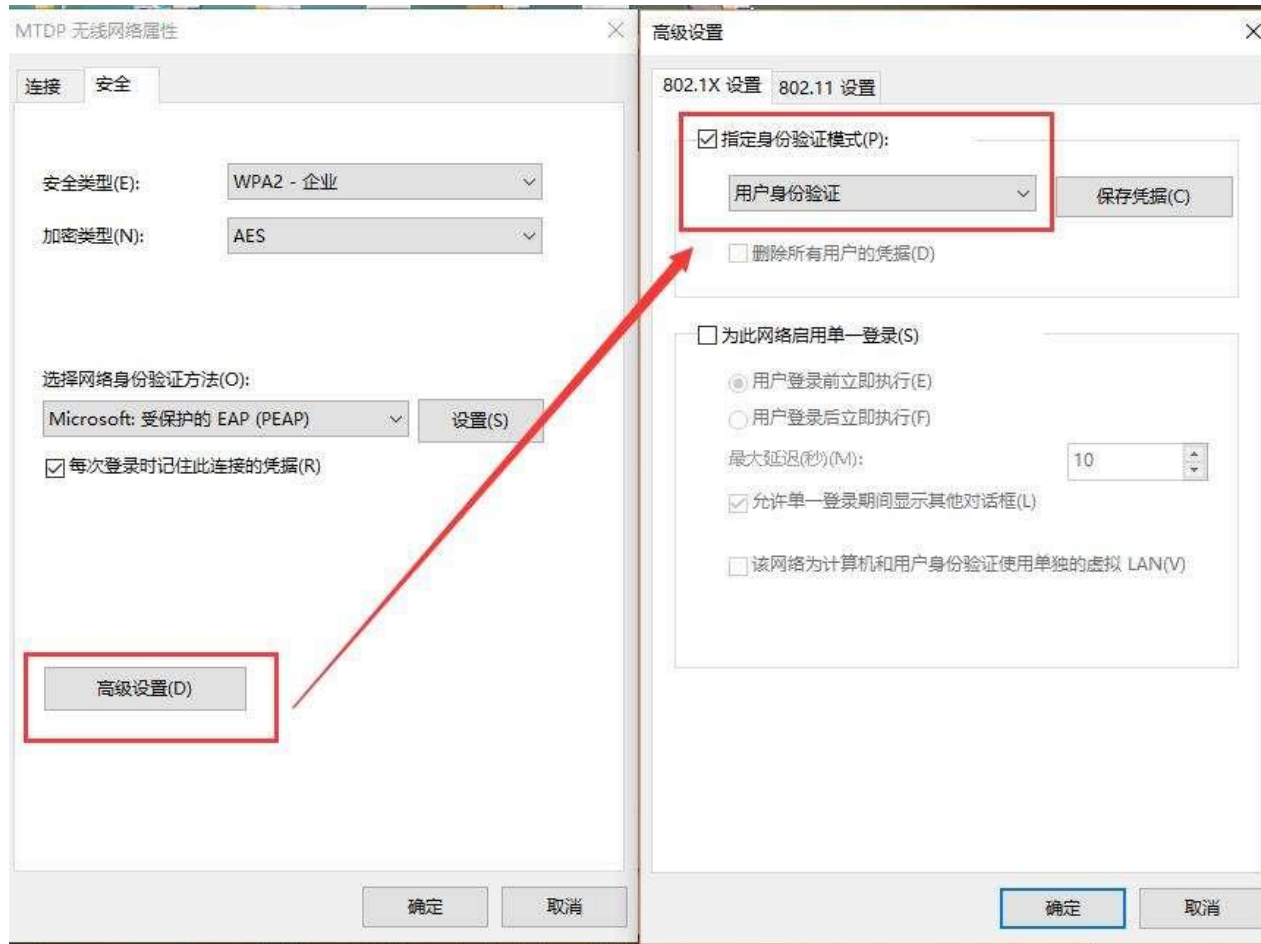 MTDP 无线网络属性
连接 安全
安全类型(E): WPA2 - 企业
加密类型(N): AES
选择网络身份验证方法(O):
Microsoft: 受保护的 EAP (PEAP) 设置(S)
每次登录时记住此连接的凭据(R)
高级设置(D)
确定 取消
高级设置
802.1X 设置 802.11 设置
指定身份验证模式(P):
用户身份验证 保存凭据(C)
删除所有用户的凭据(D)
为此网络启用单一登录(S)
用户登录前立即执行(E)
用户登录后立即执行(F)
最大延迟(秒)(M): 10
允许单一登录期间显示其他对话框(L)
该网络为计算机和用户身份验证使用单独的虚拟 LAN(V)
确定 取消